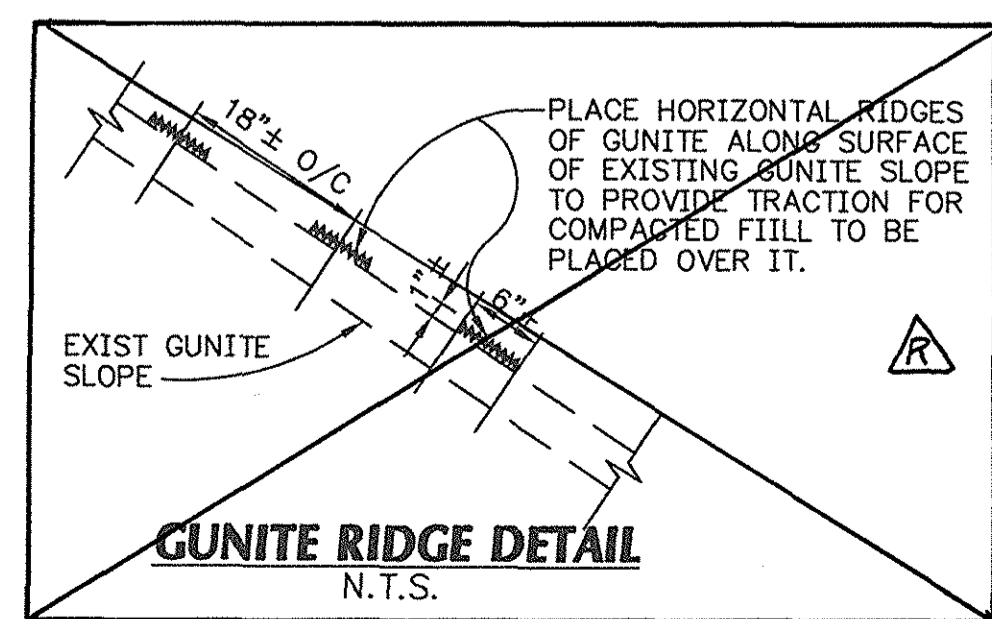 18"± O/C
PLACE HORIZONTAL RIDGES
OF GUNITE ALONG SURFACE
OF EXISTING GUNITE SLOPE
TO PROVIDE TRACTION FOR
COMPACTED FIILL TO BE
PLACED OVER IT.
1"±
6"±
EXIST GUNITE
SLOPE
R
GUNITE RIDGE DETAIL
N.T.S.